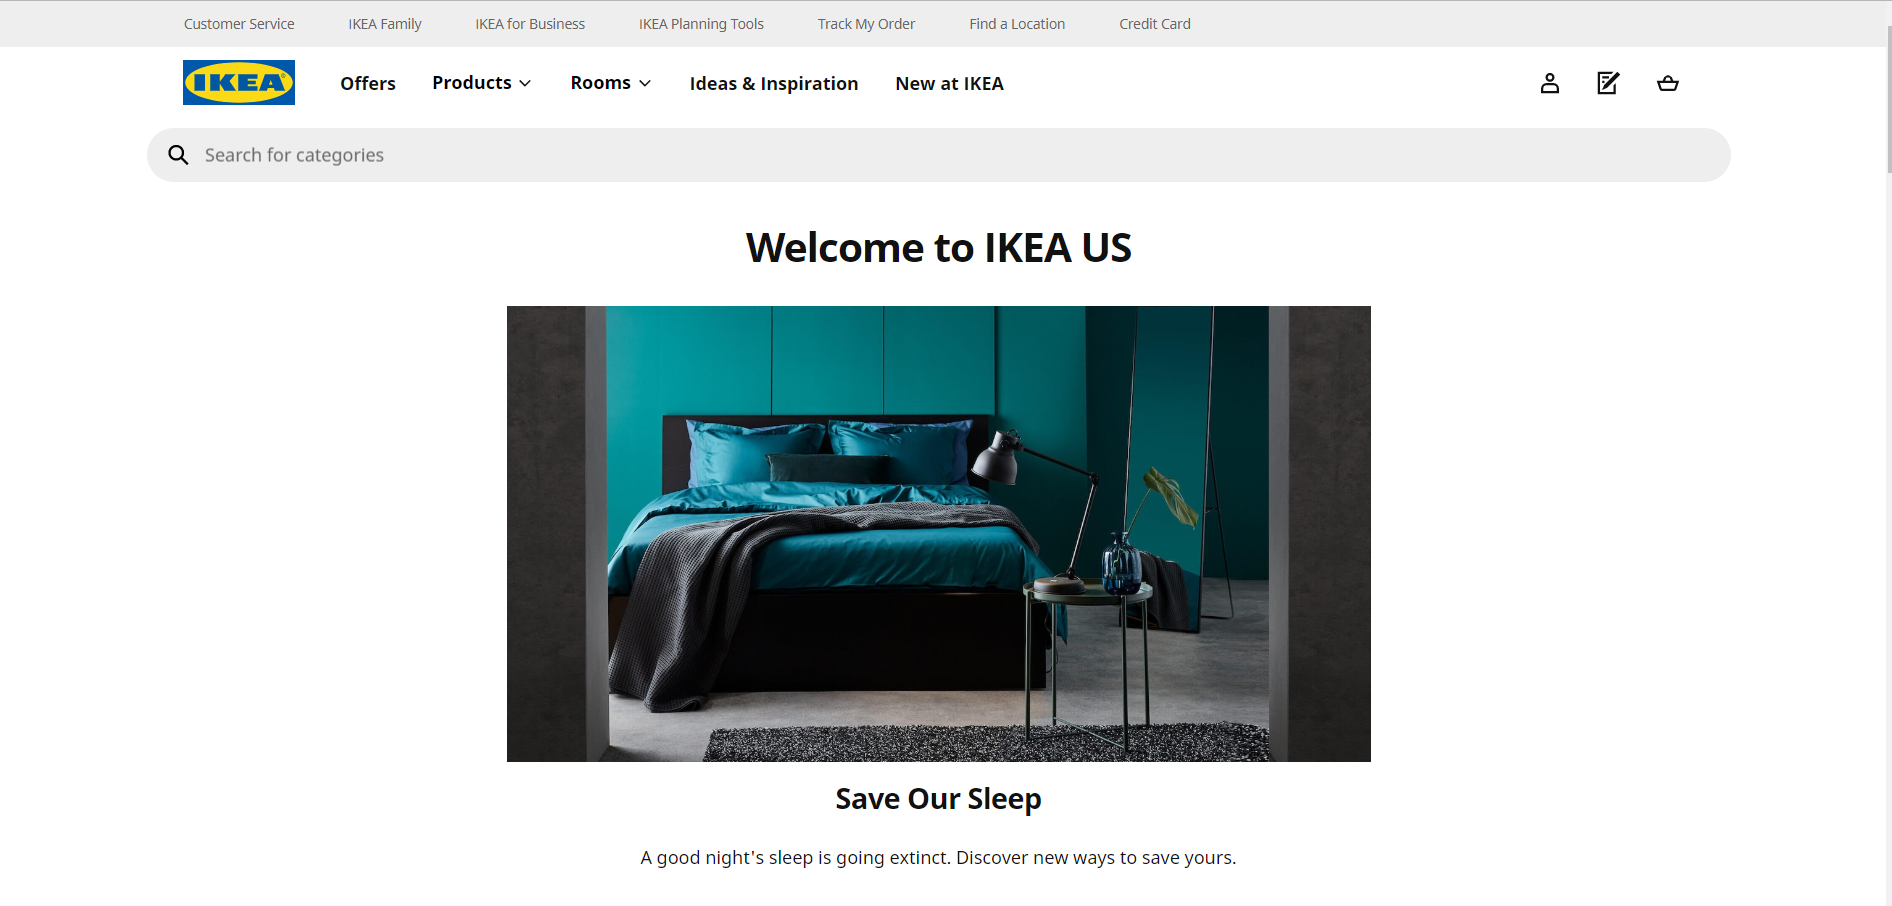 Customer Service IKEA Family IKEA for Business IKEA Planning Tools Track My Order Find a Location Credit Card
IKEA® Offers Products Rooms Ideas & Inspiration New at IKEA
Search for categories
Welcome to IKEA US
Save Our Sleep
A good night's sleep is going extinct. Discover new ways to save yours.